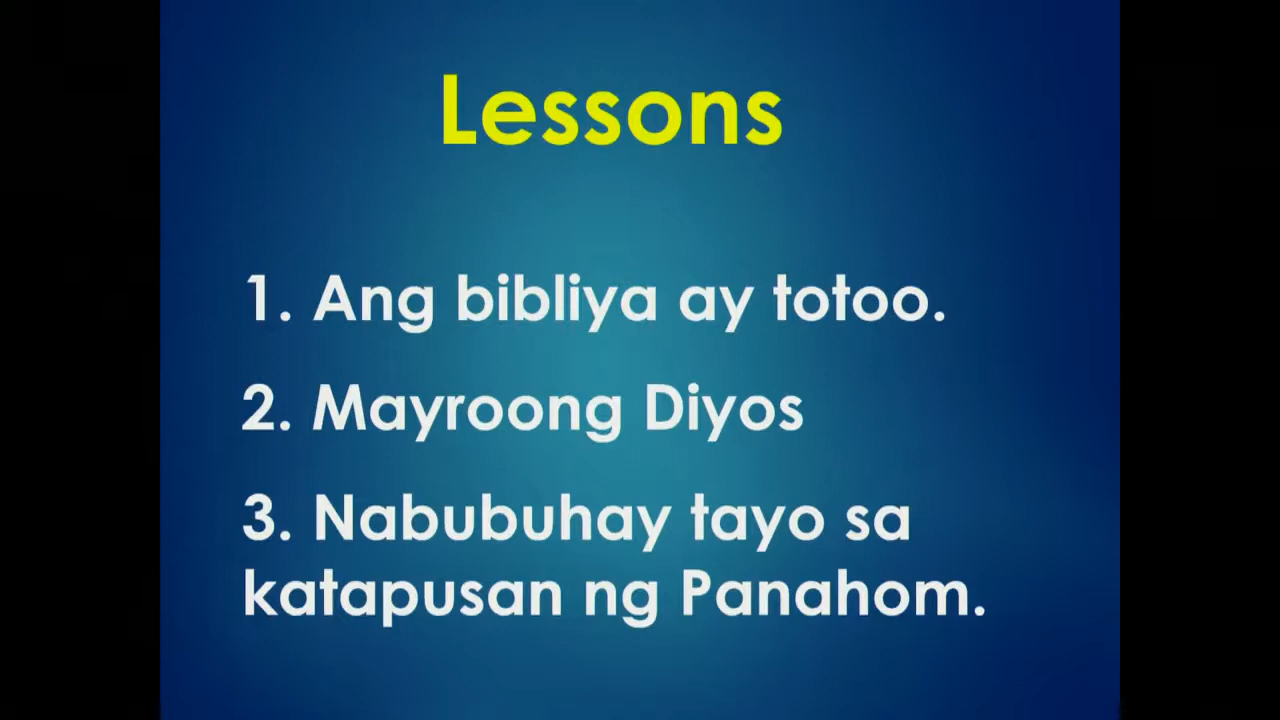 Lessons
1. Ang bibliya ay totoo.
2. Mayroong Diyos
3. Nabubuhay tayo sa
katapusan ng Panahom.